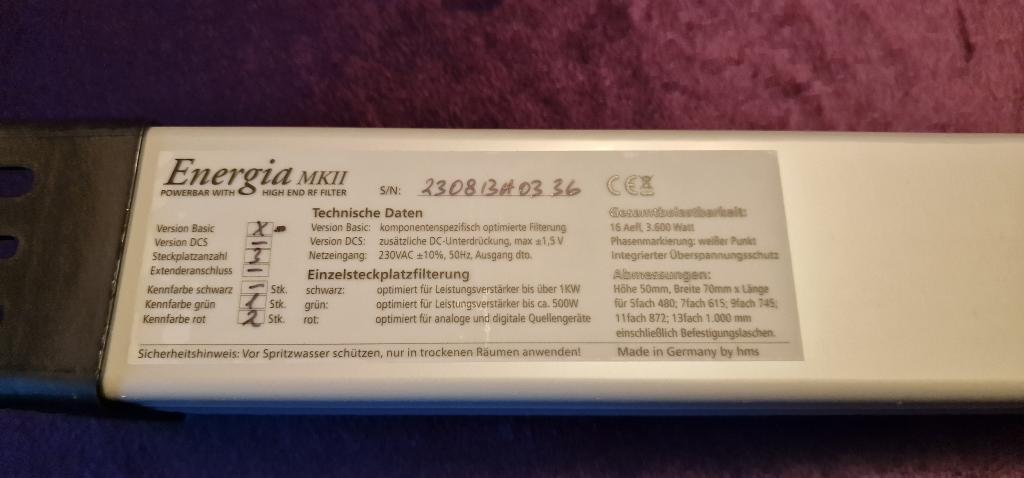 Energia MKII
POWERBAR WITH HIGH END RF FILTER
S/N: 230813A0336
CE
Version Basic X
Version DCS –
Steckplatzanzahl 3
Extenderanschluss –
Kennfarbe schwarz – Stk.
Kennfarbe grün 1 Stk.
Kennfarbe rot 2 Stk.
Technische Daten
Version Basic: komponentenspezifisch optimierte Filterung
Version DCS: zusätzliche DC-Unterdrückung, max ±1,5 V
Netzeingang: 230VAC ±10%, 50Hz, Ausgang dto.
Einzelsteckplatzfilterung
schwarz: optimiert für Leistungsverstärker bis über 1KW
grün: optimiert für Leistungsverstärker bis ca. 500W
rot: optimiert für analoge und digitale Quellengeräte
Gesamtbelastbarkeit:
16 Aeff, 3.600 Watt
Phasenmarkierung: weißer Punkt
Integrierter Überspannungsschutz
Abmessungen:
Höhe 50mm, Breite 70mm x Länge
für 5fach 480; 7fach 615; 9fach 745;
11fach 872; 13fach 1.000 mm
einschließlich Befestigungslaschen.
Sicherheitshinweis: Vor Spritzwasser schützen, nur in trockenen Räumen anwenden!
Made in Germany by hms